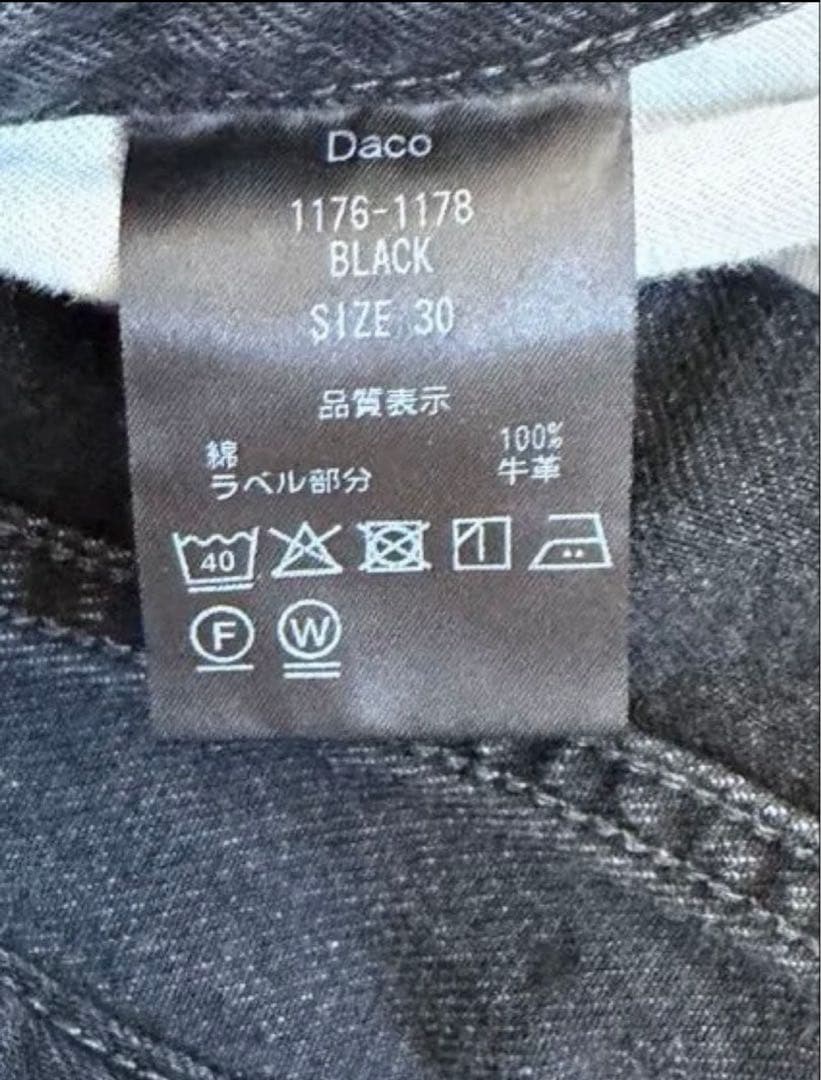 Daco
1176-1178
BLACK
SIZE 30
品質表示
綿 100%
ラベル部分 牛革
40
F W